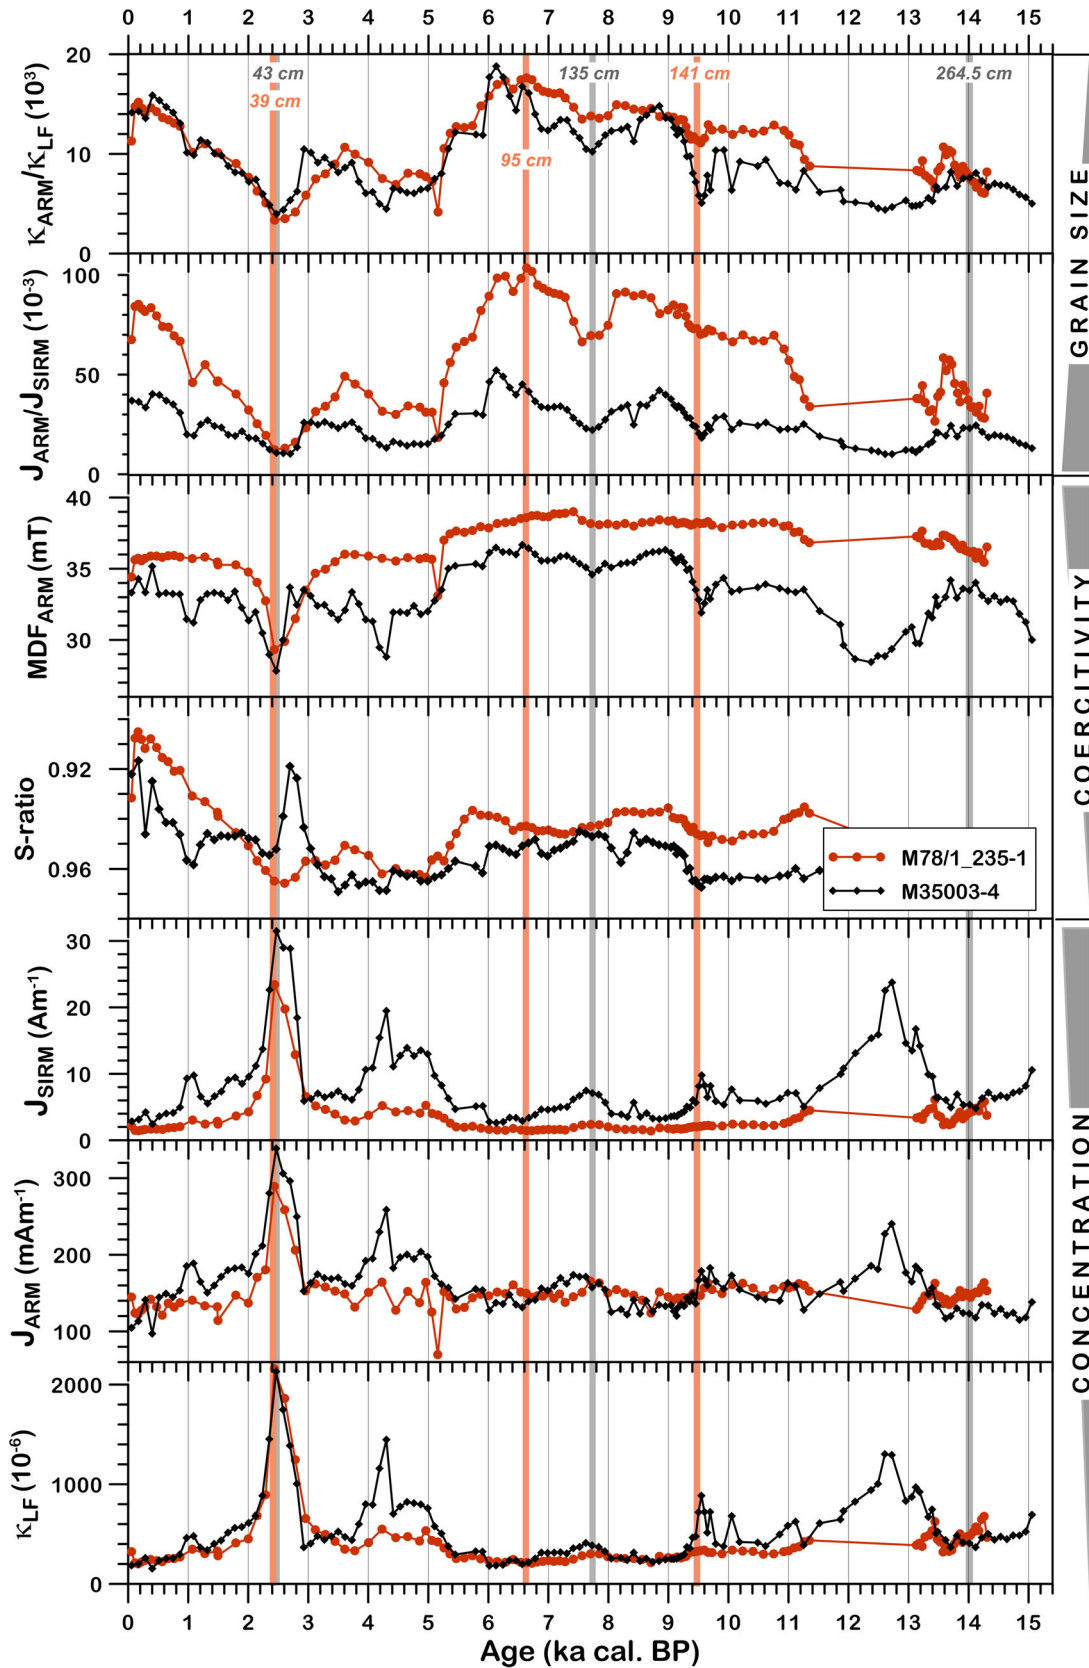 0 1 2 3 4 5 6 7 8 9 10 11 12 13 14 15
20
10
0
κARM/κLF (10³)
43 cm
39 cm
95 cm
135 cm
141 cm
264.5 cm
GRAIN SIZE
100
50
0
JARM/JSIRM (10⁻³)
40
35
30
MDFARM (mT)
COERCITIVITY
0.92
0.96
S-ratio
M78/1_235-1
M35003-4
30
20
10
0
JSIRM (Am⁻¹)
CONCENTRATION
300
200
100
JARM (mAm⁻¹)
2000
1000
0
κLF (10⁻⁶)
0 1 2 3 4 5 6 7 8 9 10 11 12 13 14 15
Age (ka cal. BP)